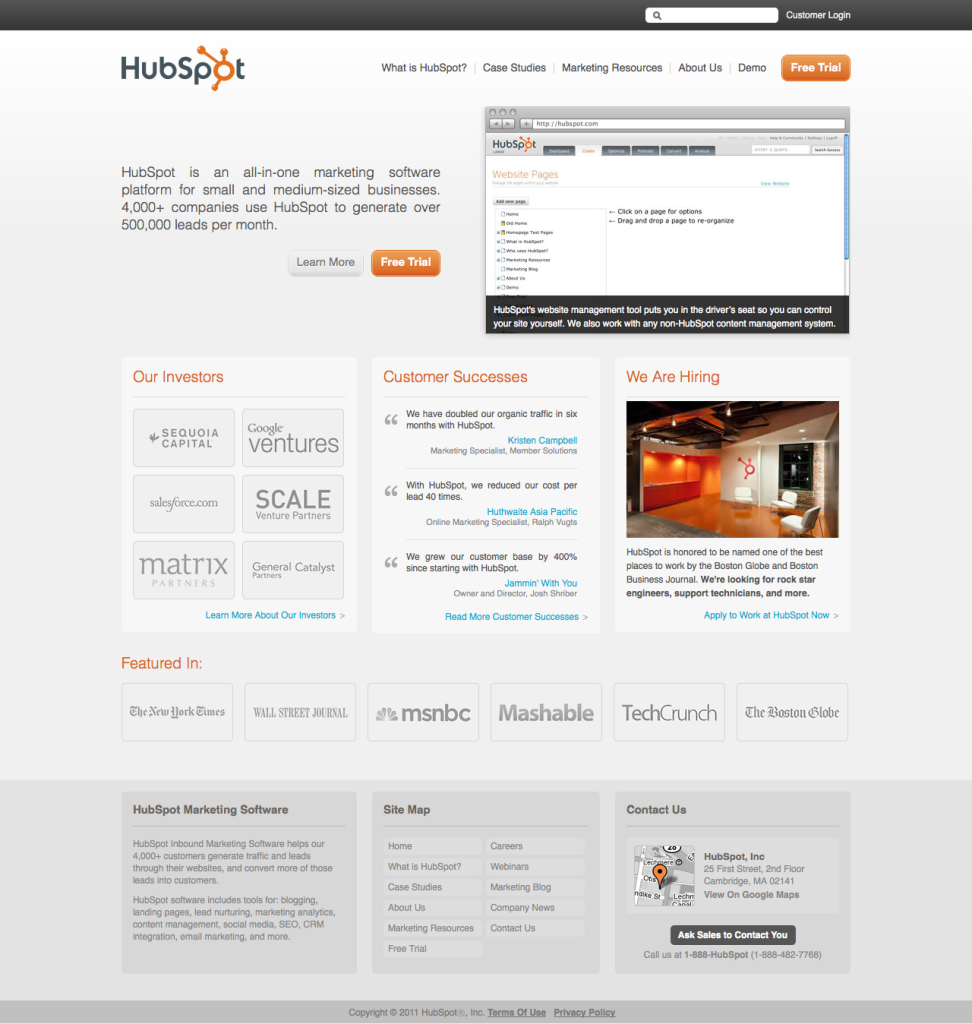 Customer Login
HubSpot
What is HubSpot?
Case Studies
Marketing Resources
About Us
Demo
Free Trial
HubSpot is an all-in-one marketing software
platform for small and medium-sized businesses.
4,000+ companies use HubSpot to generate over
500,000 leads per month.
Learn More
Free Trial
http://hubspot.com
HubSpot
Help & Community | Settings | Logoff
Dashboard
Create
Optimize
Promote
Convert
Analyze
Website Pages
Manage the pages within your website
View Website
Add new page
Home
Old Home
Homepage Test Pages
What is HubSpot?
Who uses HubSpot?
Marketing Resources
Marketing Blog
About Us
Demo
← Click on a page for options
← Drag and drop a page to re-organize
HubSpot's website management tool puts you in the driver's seat so you can control
your site yourself. We also work with any non-HubSpot content management system.
Our Investors
SEQUOIA
CAPITAL
Google
ventures
salesforce.com
SCALE
Venture Partners
matrix
PARTNERS
General Catalyst
Partners
Learn More About Our Investors >
Customer Successes
“ We have doubled our organic traffic in six
months with HubSpot.
Kristen Campbell
Marketing Specialist, Member Solutions
“ With HubSpot, we reduced our cost per
lead 40 times.
Huthwaite Asia Pacific
Online Marketing Specialist, Ralph Vugts
“ We grew our customer base by 400%
since starting with HubSpot.
Jammin' With You
Owner and Director, Josh Shriber
Read More Customer Successes >
We Are Hiring
HubSpot is honored to be named one of the best
places to work by the Boston Globe and Boston
Business Journal. We're looking for rock star
engineers, support technicians, and more.
Apply to Work at HubSpot Now >
Featured In:
The New York Times
WALL STREET JOURNAL
msnbc
Mashable
TechCrunch
The Boston Globe
HubSpot Marketing Software
HubSpot Inbound Marketing Software helps our
4,000+ customers generate traffic and leads
through their websites, and convert more of those
leads into customers.
HubSpot software includes tools for: blogging,
landing pages, lead nurturing, marketing analytics,
content management, social media, SEO, CRM
integration, email marketing, and more.
Site Map
Home
Careers
What is HubSpot?
Webinars
Case Studies
Marketing Blog
About Us
Company News
Marketing Resources
Contact Us
Free Trial
Contact Us
28
Lechmere
Obs
ndike St
Lechm
Canal
HubSpot, Inc
25 First Street, 2nd Floor
Cambridge, MA 02141
View On Google Maps
Ask Sales to Contact You
Call us at 1-888-HubSpot (1-888-482-7768)
Copyright © 2011 HubSpot®, Inc. Terms Of Use Privacy Policy